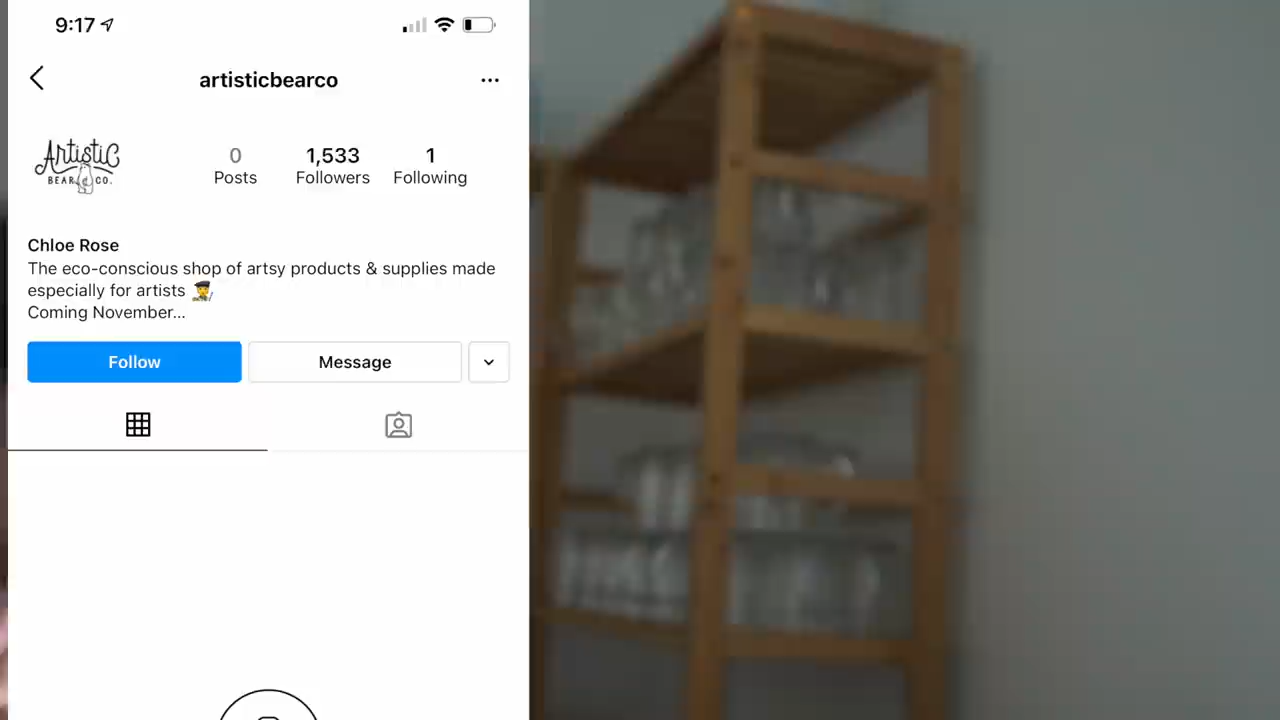 9:17
artisticbearco
Artistic
BEAR CO.
0
1,533
1
Posts
Followers
Following
Chloe Rose
The eco-conscious shop of artsy products & supplies made
especially for artists 🧑‍🎨
Coming November...
Follow
Message